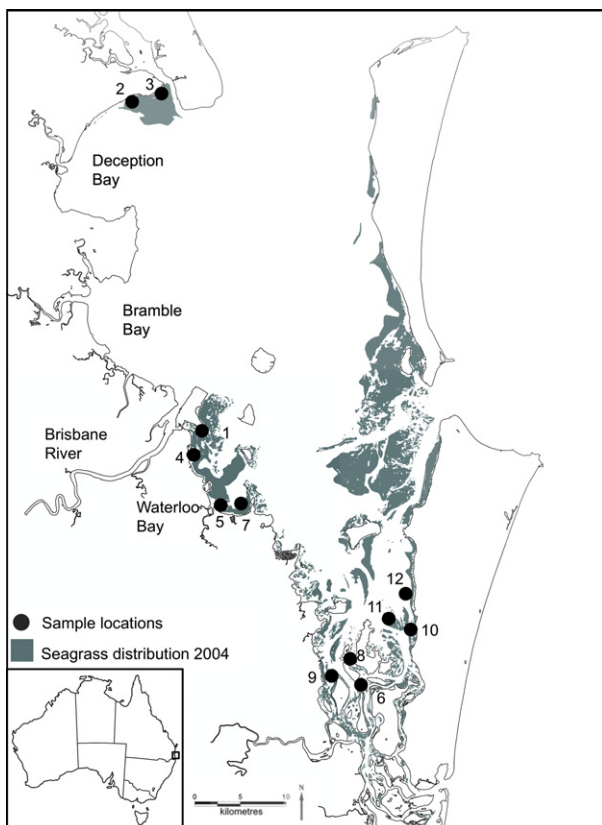 3
2
Deception
Bay
Bramble
Bay
Brisbane
River
1
4
Waterloo
Bay
5
7
12
11
10
8
9
6
Sample locations
Seagrass distribution 2004
0 5 10
kilometres
N